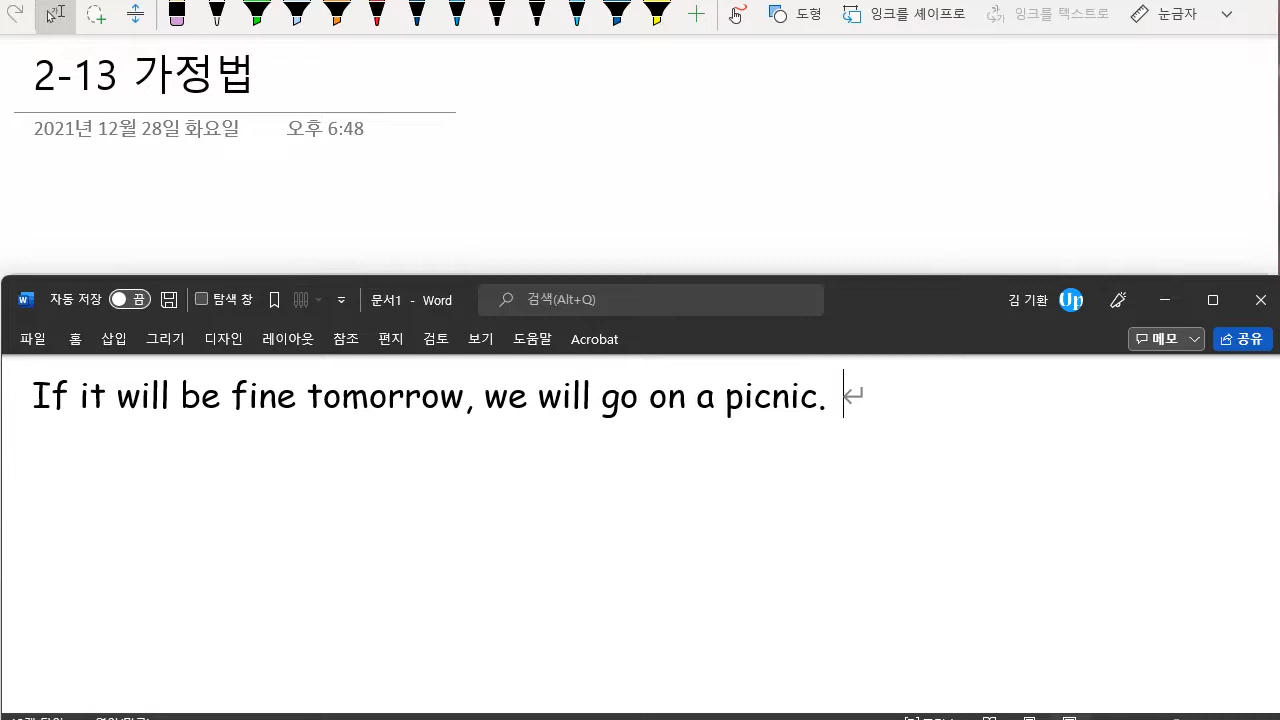 도형 잉크를 셰이프로 잉크를 텍스트로 눈금자
2-13 가정법
2021년 12월 28일 화요일 오후 6:48
자동 저장 끔 탐색 창 문서1 - Word 검색(Alt+Q) 김 기환 Up
파일 홈 삽입 그리기 디자인 레이아웃 참조 편지 검토 보기 도움말 Acrobat 메모 공유
If it will be fine tomorrow, we will go on a picnic.